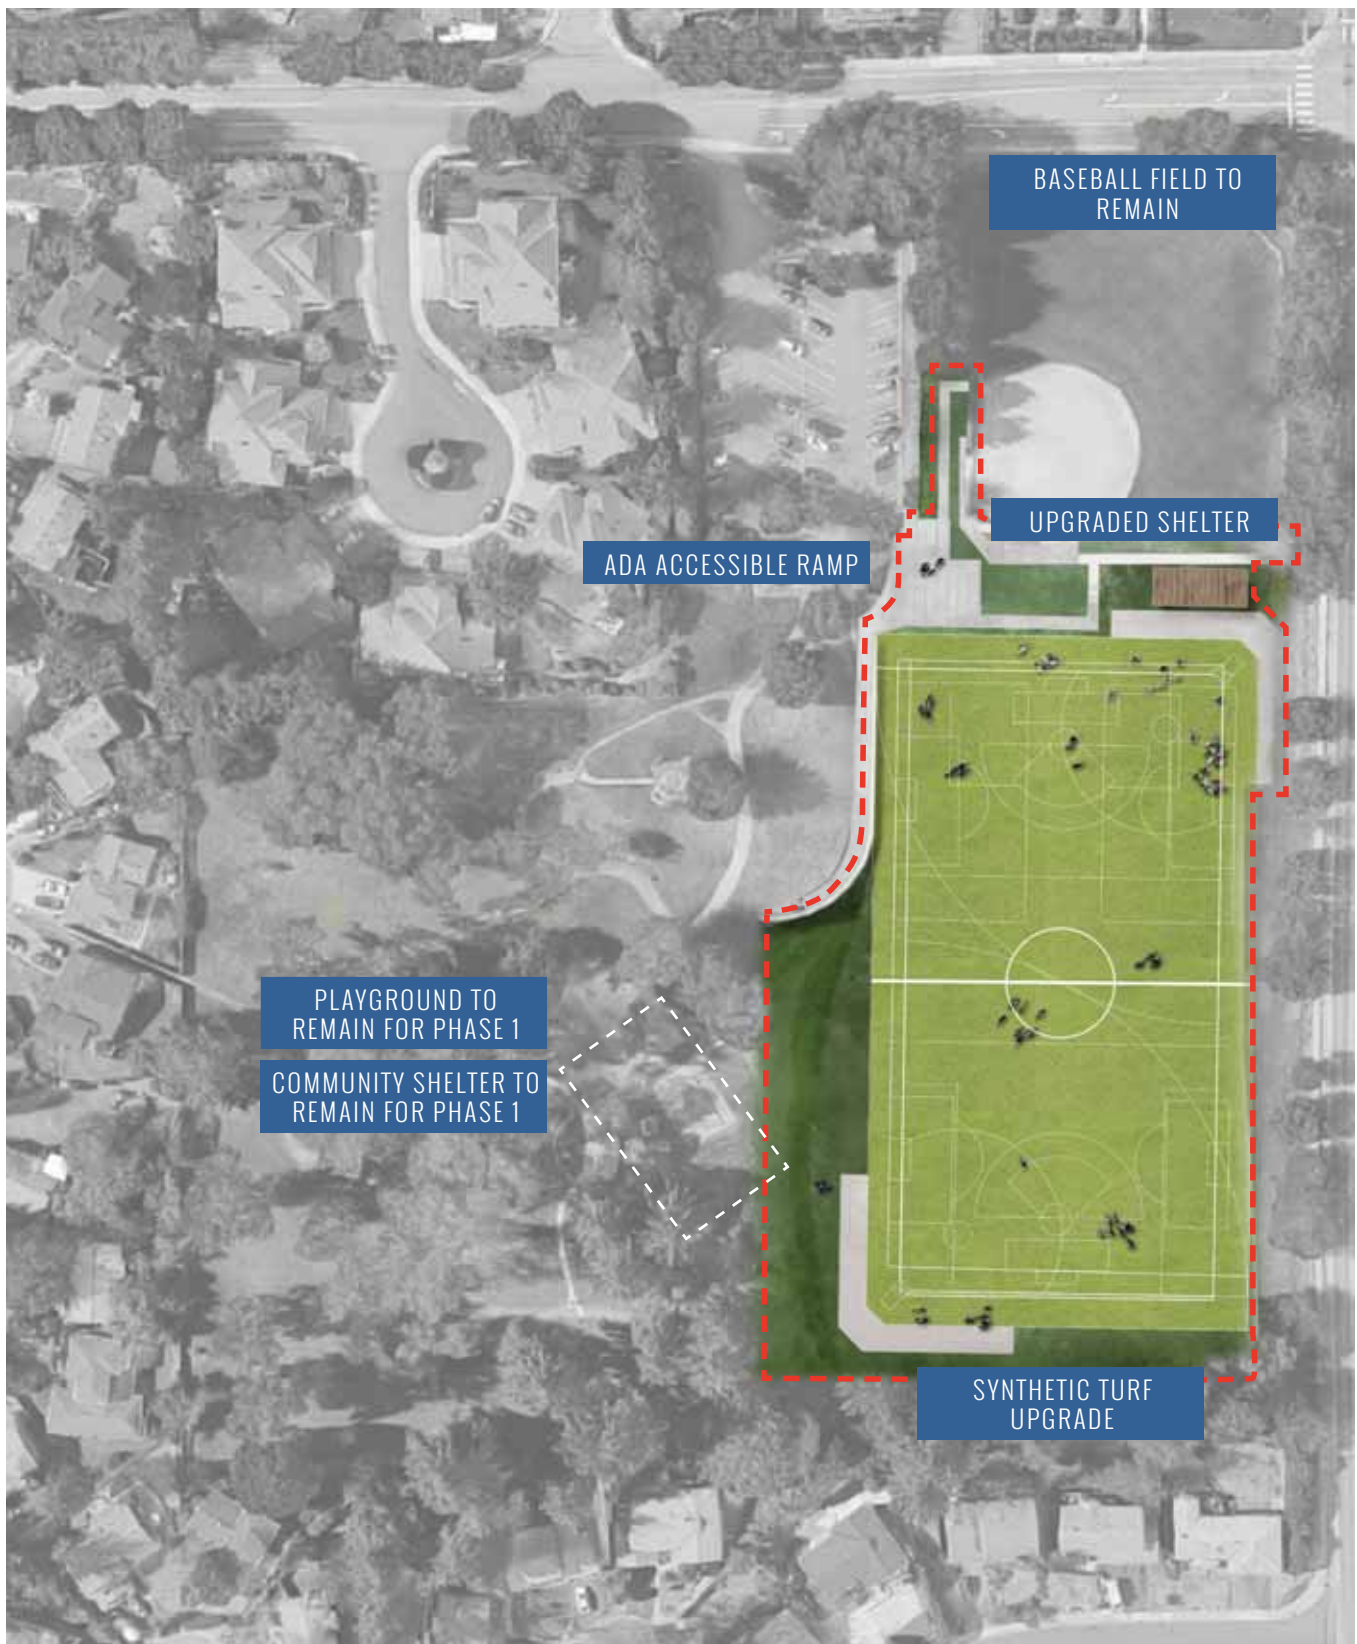 BASEBALL FIELD TO
REMAIN
UPGRADED SHELTER
ADA ACCESSIBLE RAMP
PLAYGROUND TO
REMAIN FOR PHASE 1
COMMUNITY SHELTER TO
REMAIN FOR PHASE 1
SYNTHETIC TURF
UPGRADE